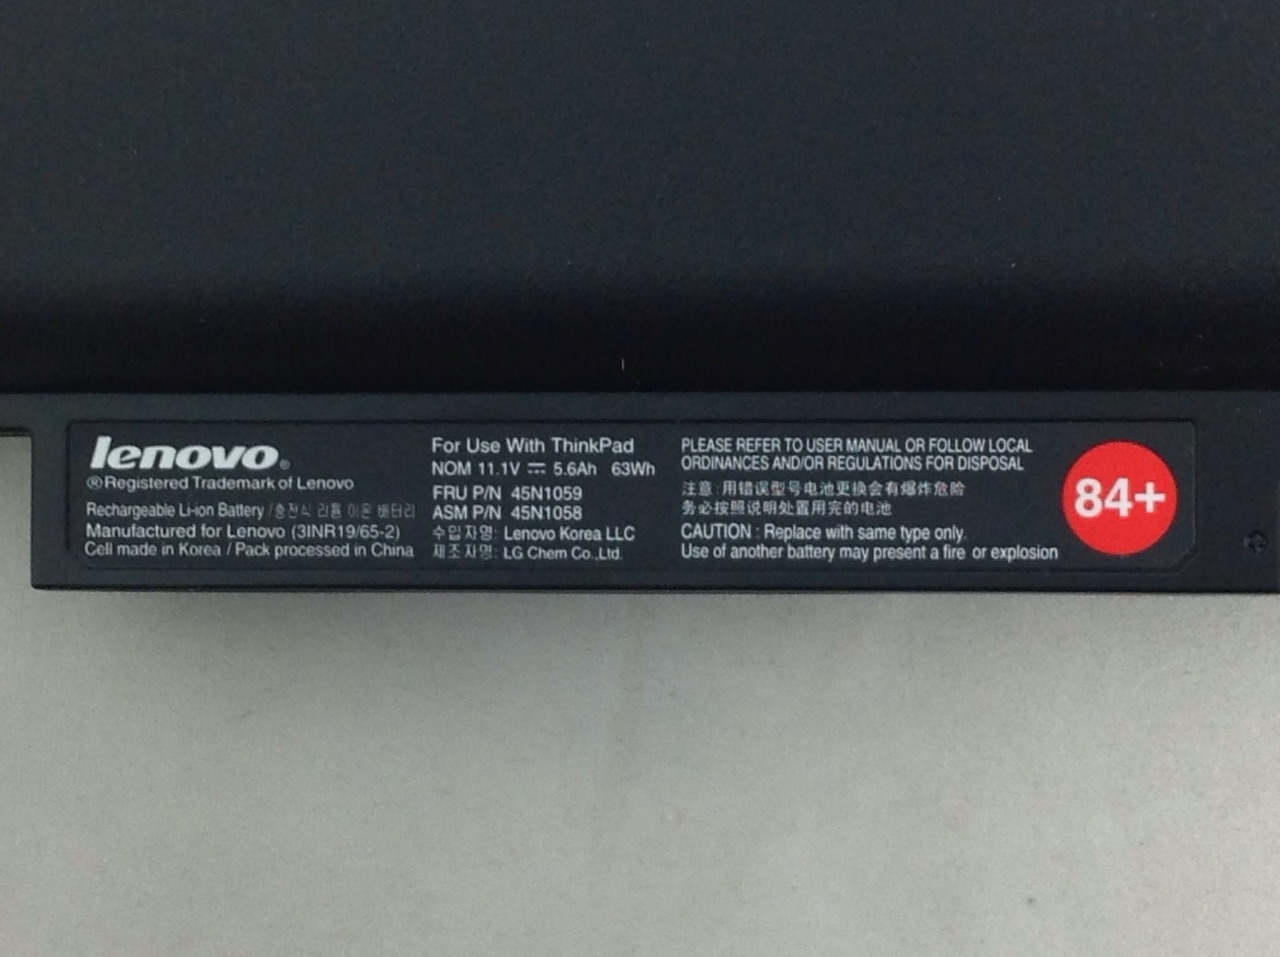 lenovo®
®Registered Trademark of Lenovo
Rechargeable Li-ion Battery / 충전식 리튬 이온 배터리
Manufactured for Lenovo (3INR19/65-2)
Cell made in Korea / Pack processed in China
For Use With ThinkPad
NOM 11.1V ⎓ 5.6Ah 63Wh
FRU P/N 45N1059
ASM P/N 45N1058
수입자명: Lenovo Korea LLC
제조자명: LG Chem Co.,Ltd.
PLEASE REFER TO USER MANUAL OR FOLLOW LOCAL
ORDINANCES AND/OR REGULATIONS FOR DISPOSAL
注意:用错误型号电池更换会有爆炸危险
务必按照说明处置用完的电池
CAUTION : Replace with same type only.
Use of another battery may present a fire or explosion
84+